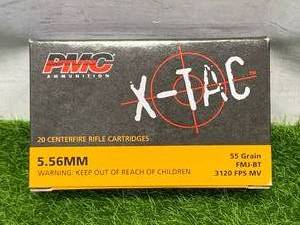 PMC
AMMUNITION
X-TAC
20 CENTERFIRE RIFLE CARTRIDGES
5.56MM
WARNING: KEEP OUT OF REACH OF CHILDREN
55 Grain
FMJ-BT
3120 FPS MV